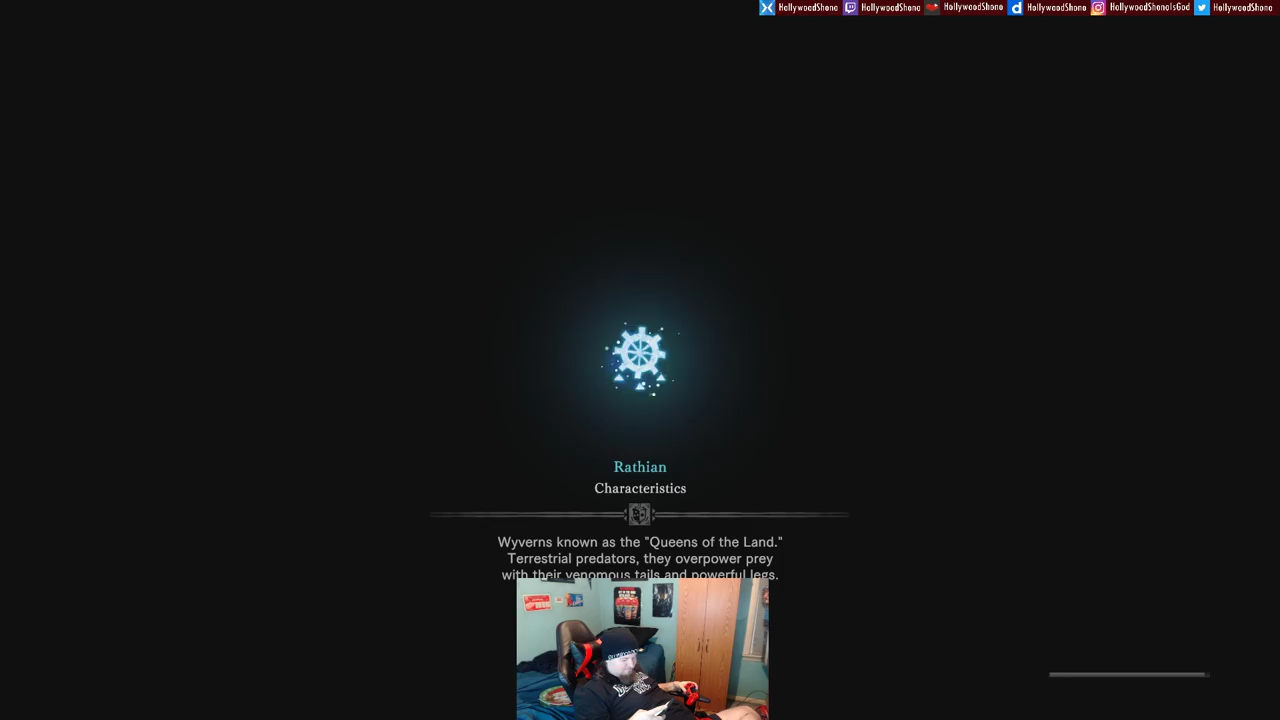 HollywoodShono HollywoodShono HollywoodShono HollywoodShono HollywoodShonoIsGod HollywoodShono
Rathian
Characteristics
Wyverns known as the "Queens of the Land."
Terrestrial predators, they overpower prey
with their venomous tails and powerful legs.